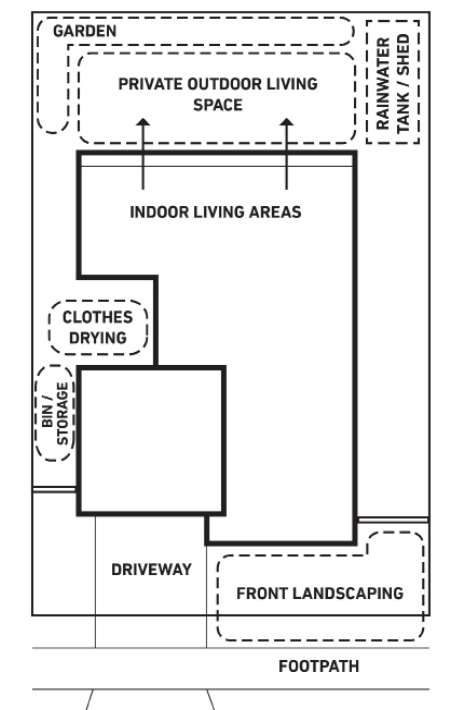 GARDEN
RAINWATER
TANK / SHED
PRIVATE OUTDOOR LIVING
SPACE
INDOOR LIVING AREAS
CLOTHES
DRYING
BIN /
STORAGE
DRIVEWAY
FRONT LANDSCAPING
FOOTPATH